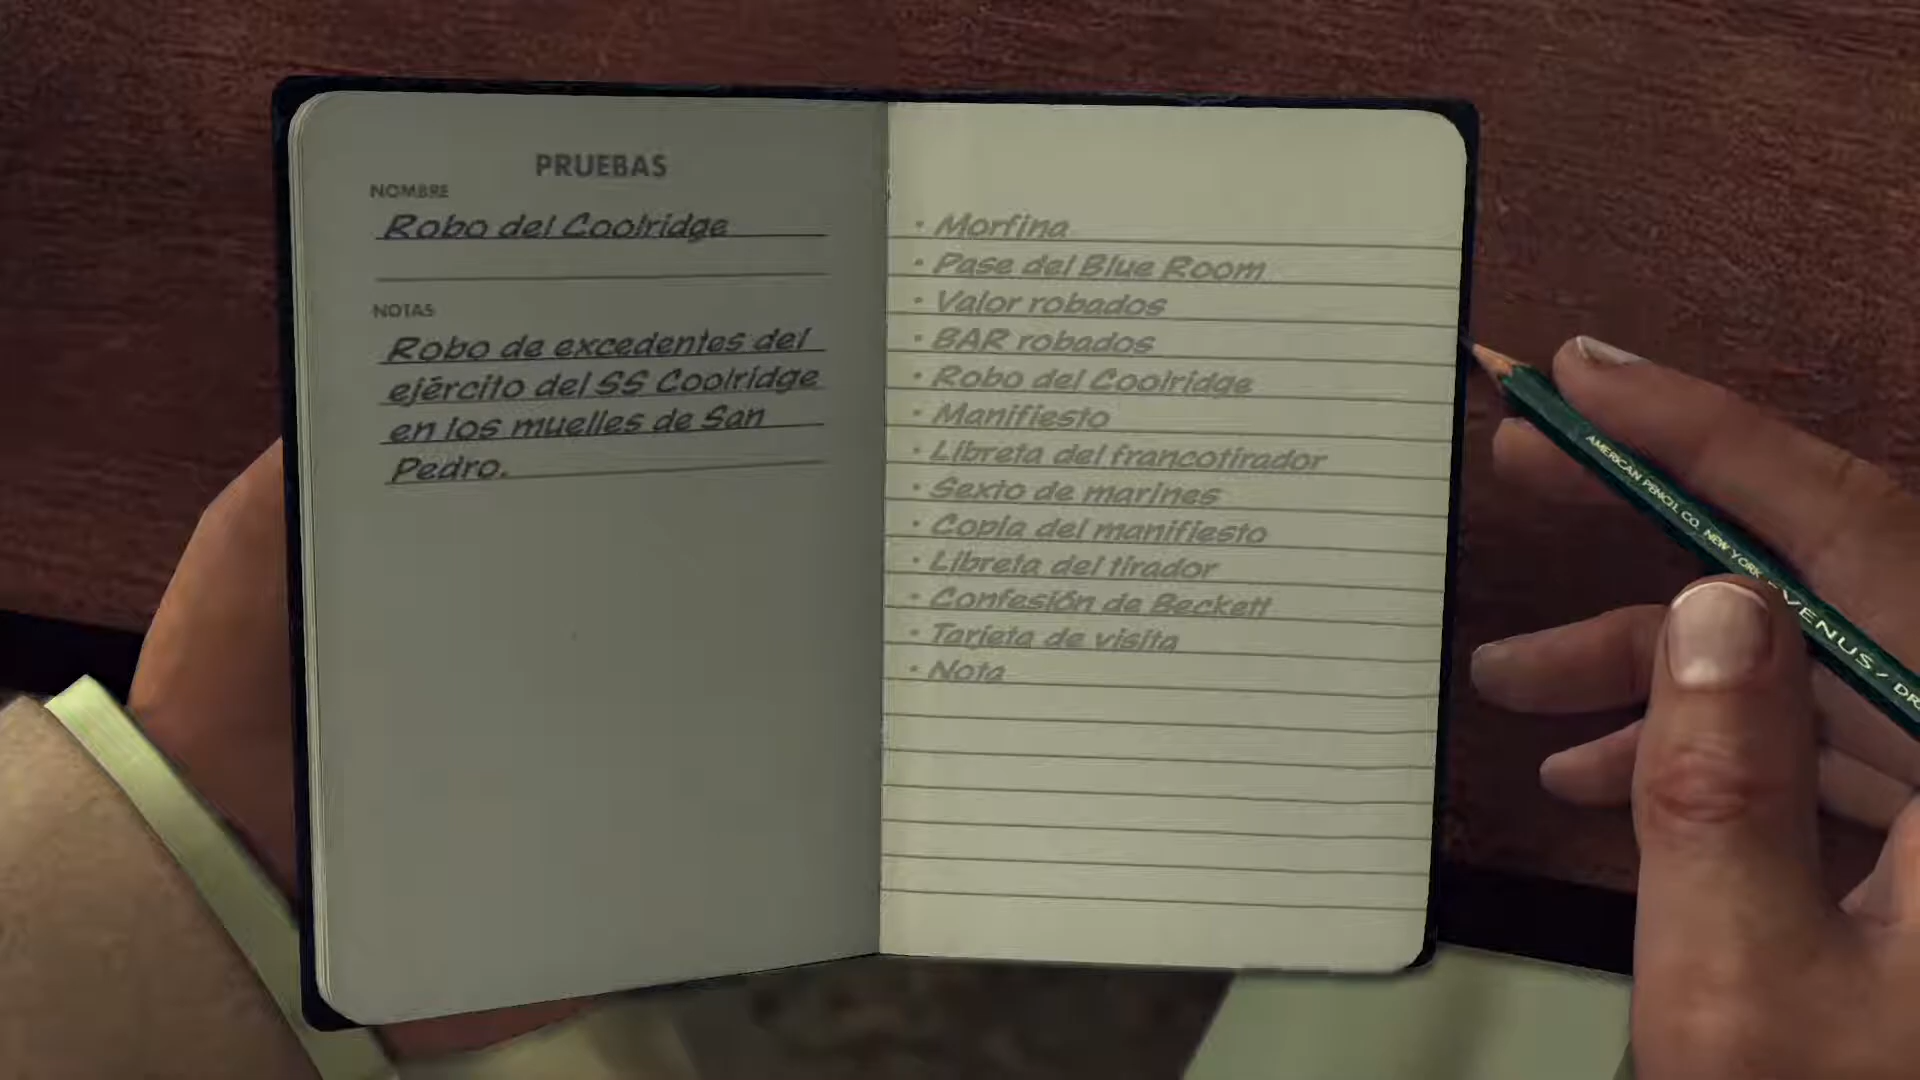 PRUEBAS
NOMBRE
Robo del Coolridge
NOTAS
Robo de excedentes del
ejército del SS Coolridge
en los muelles de San
Pedro.
• Morfina
• Pase del Blue Room
• Valor robados
• BAR robados
• Robo del Coolridge
• Manifiesto
• Libreta del francotirador
• Sexto de marines
• Copia del manifiesto
• Libreta del tirador
• Confesión de Beckett
• Tarjeta de visita
• Nota
AMERICAN PENCIL CO. NEW YORK VENUS / DR